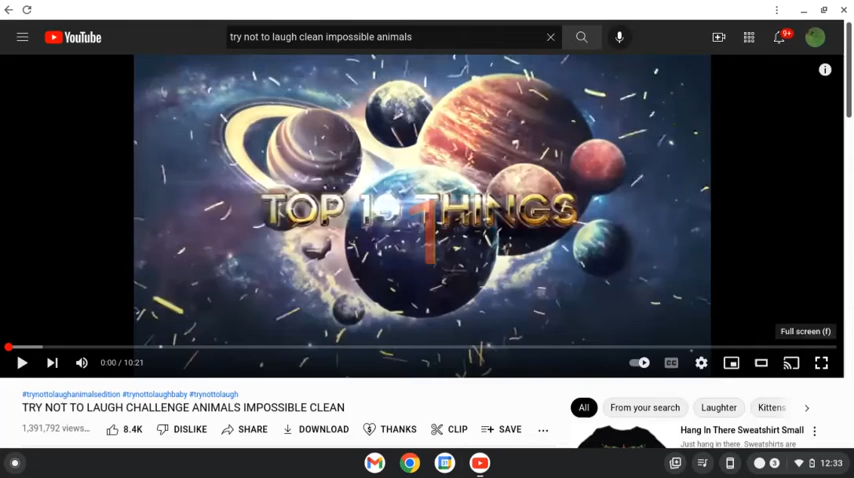 YouTube
try not to laugh clean impossible animals
9+
TOP 10 THINGS
1
Full screen (f)
0:00 / 10:21
CC
#trynottolaughanimalsedition #trynottolaughbaby #trynottolaugh
TRY NOT TO LAUGH CHALLENGE ANIMALS IMPOSSIBLE CLEAN
1,391,792 views...
8.4K
DISLIKE
SHARE
DOWNLOAD
THANKS
CLIP
SAVE
All
From your search
Laughter
Kittens
Hang In There Sweatshirt Small
Just hang in there. Sweatshirts are
3
12:33